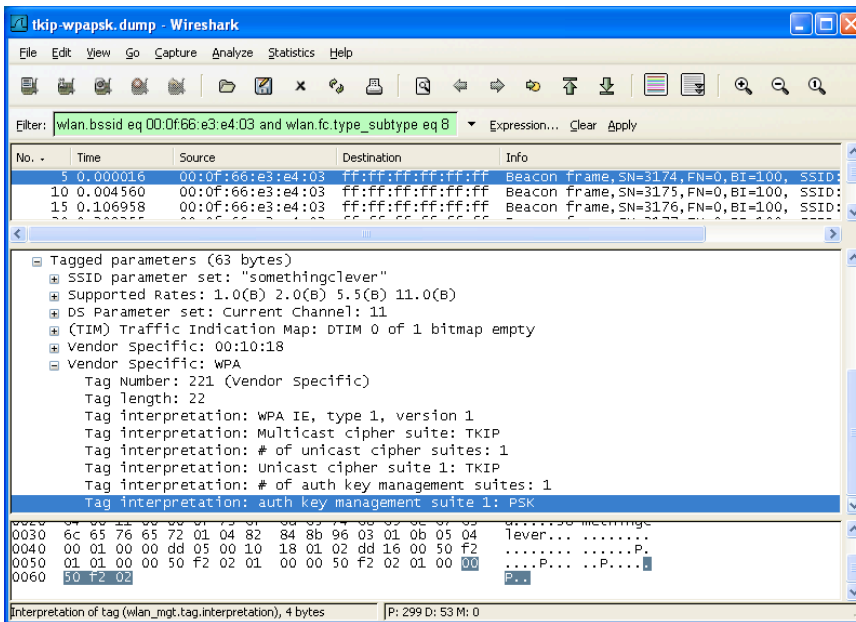 tkip-wpapsk.dump - Wireshark
File Edit View Go Capture Analyze Statistics Help
Filter: wlan.bssid eq 00:0f:66:e3:e4:03 and wlan.fc.type_subtype eq 8 Expression... Clear Apply
No. . Time Source Destination Info
5 0.000016 00:0f:66:e3:e4:03 ff:ff:ff:ff:ff:ff Beacon frame,SN=3174,FN=0,BI=100, SSID:
10 0.004560 00:0f:66:e3:e4:03 ff:ff:ff:ff:ff:ff Beacon frame,SN=3175,FN=0,BI=100, SSID:
15 0.106958 00:0f:66:e3:e4:03 ff:ff:ff:ff:ff:ff Beacon frame,SN=3176,FN=0,BI=100, SSID:
Tagged parameters (63 bytes)
SSID parameter set: "somethingclever"
Supported Rates: 1.0(B) 2.0(B) 5.5(B) 11.0(B)
DS Parameter set: Current Channel: 11
(TIM) Traffic Indication Map: DTIM 0 of 1 bitmap empty
Vendor Specific: 00:10:18
Vendor Specific: WPA
Tag Number: 221 (Vendor Specific)
Tag length: 22
Tag interpretation: WPA IE, type 1, version 1
Tag interpretation: Multicast cipher suite: TKIP
Tag interpretation: # of unicast cipher suites: 1
Tag interpretation: Unicast cipher suite 1: TKIP
Tag interpretation: # of auth key management suites: 1
Tag interpretation: auth key management suite 1: PSK
0030 6c 65 76 65 72 01 04 82 84 8b 96 03 01 0b 05 04 lever... ........
0040 00 01 00 00 dd 05 00 10 18 01 02 dd 16 00 50 f2 ........ ......P.
0050 01 01 00 00 50 f2 02 01 00 00 50 f2 02 01 00 00 ....P... ..P.....
0060 50 f2 02 P..
Interpretation of tag (wlan_mgt.tag.interpretation), 4 bytes P: 299 D: 53 M: 0